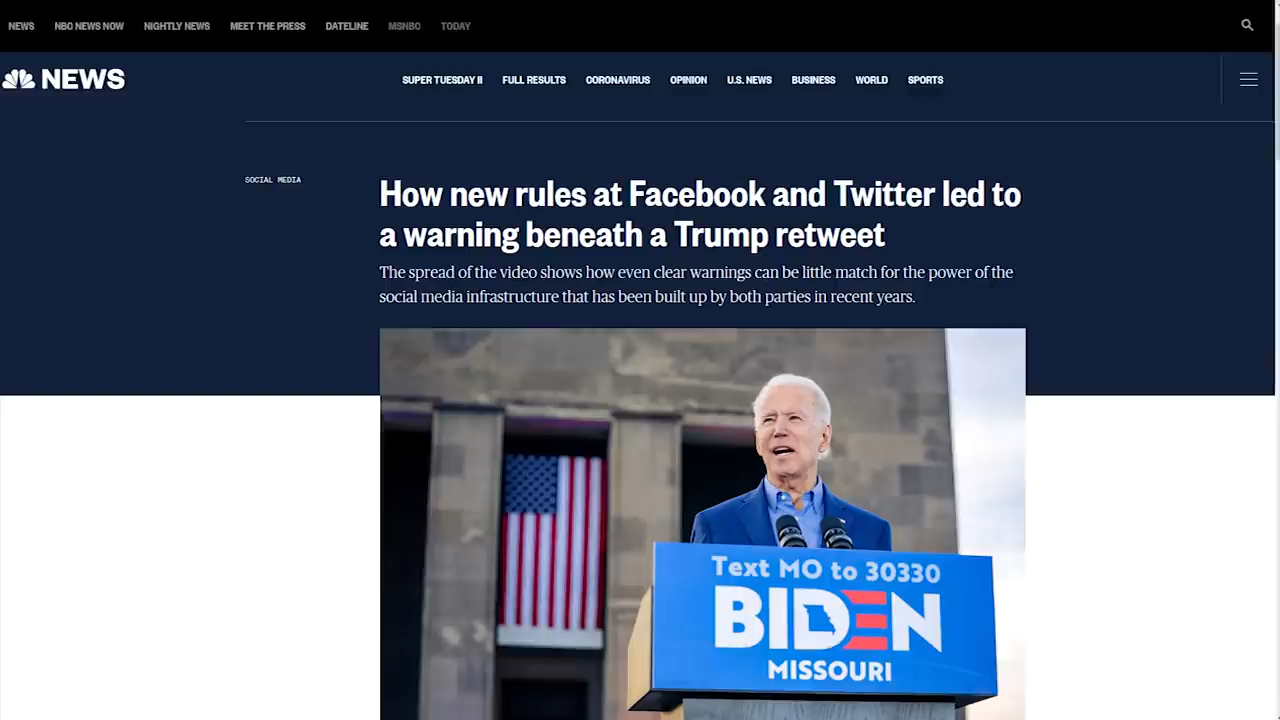 NEWS NBC NEWS NOW NIGHTLY NEWS MEET THE PRESS DATELINE MSNBC TODAY
NEWS SUPER TUESDAY II FULL RESULTS CORONAVIRUS OPINION U.S. NEWS BUSINESS WORLD SPORTS
SOCIAL MEDIA
How new rules at Facebook and Twitter led to
a warning beneath a Trump retweet
The spread of the video shows how even clear warnings can be little match for the power of the
social media infrastructure that has been built up by both parties in recent years.
Text MO to 30330
BIDEN
MISSOURI